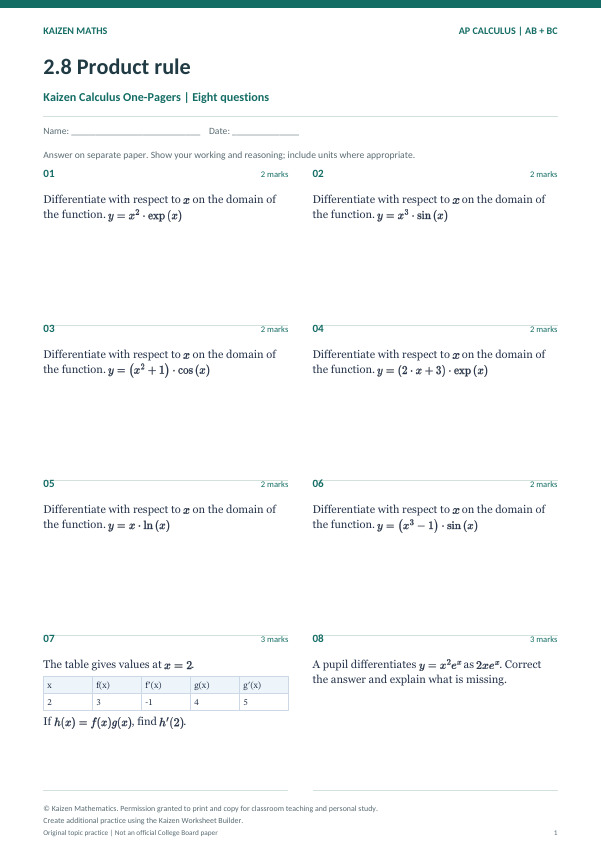 KAIZEN MATHS
AP CALCULUS | AB + BC
2.8 Product rule
Kaizen Calculus One-Pagers | Eight questions
Name: ____________________________ Date: ______________
Answer on separate paper. Show your working and reasoning; include units where appropriate.
01 2 marks
Differentiate with respect to x on the domain of
the function. y = x² · exp (x)
02 2 marks
Differentiate with respect to x on the domain of
the function. y = x³ · sin (x)
03 2 marks
Differentiate with respect to x on the domain of
the function. y = (x² + 1) · cos (x)
04 2 marks
Differentiate with respect to x on the domain of
the function. y = (2 · x + 3) · exp (x)
05 2 marks
Differentiate with respect to x on the domain of
the function. y = x · ln (x)
06 2 marks
Differentiate with respect to x on the domain of
the function. y = (x³ − 1) · sin (x)
07 3 marks
The table gives values at x = 2.
x f(x) f′(x) g(x) g′(x)
2 3 -1 4 5
If h(x) = f(x)g(x), find h′(2).
08 3 marks
A pupil differentiates y = x²eˣ as 2xeˣ. Correct
the answer and explain what is missing.
© Kaizen Mathematics. Permission granted to print and copy for classroom teaching and personal study.
Create additional practice using the Kaizen Worksheet Builder.
Original topic practice | Not an official College Board paper 1